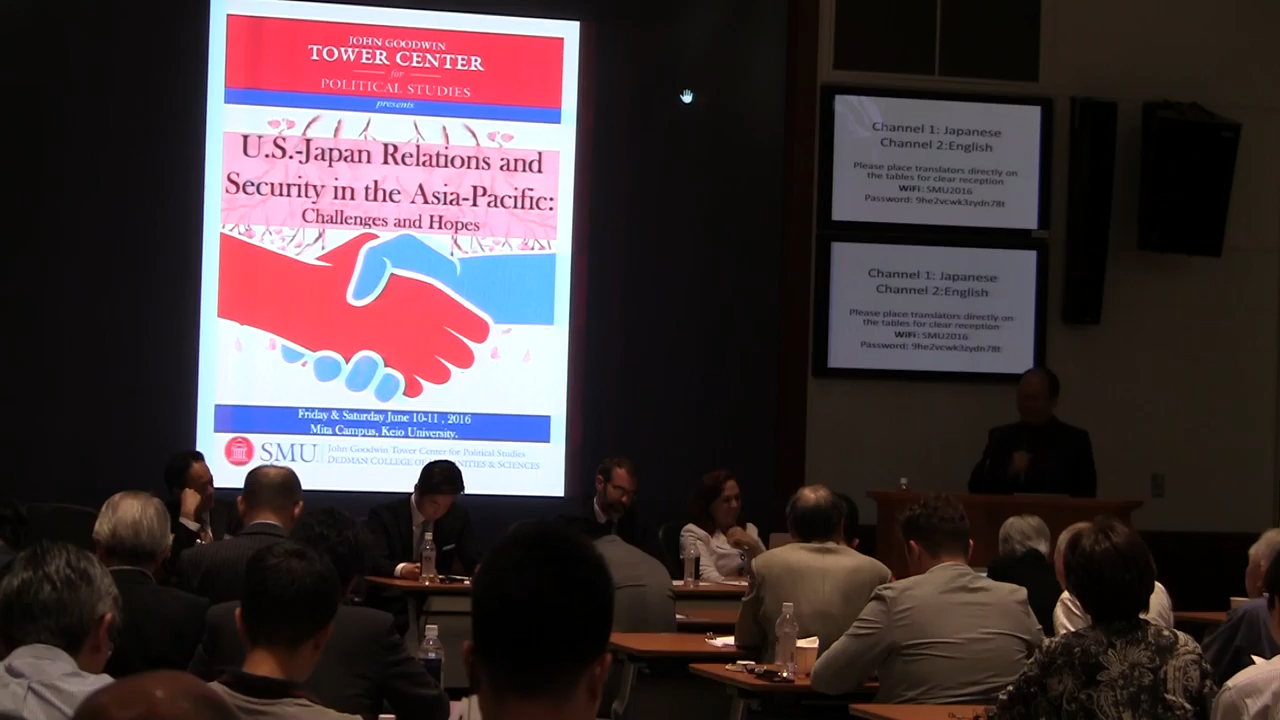 JOHN GOODWIN
TOWER CENTER
for
POLITICAL STUDIES
presents
U.S.-Japan Relations and
Security in the Asia-Pacific:
Challenges and Hopes
Friday & Saturday June 10-11, 2016
Mita Campus, Keio University.
SMU
John Goodwin Tower Center for Political Studies
DEDMAN COLLEGE OF HUMANITIES & SCIENCES
Channel 1: Japanese
Channel 2:English
Please place translators directly on
the tables for clear reception
WiFi: SMU2016
Password: 9he2vcwk3zydn78t
Channel 1: Japanese
Channel 2:English
Please place translators directly on
the tables for clear reception
WiFi: SMU2016
Password: 9he2vcwk3zydn78t